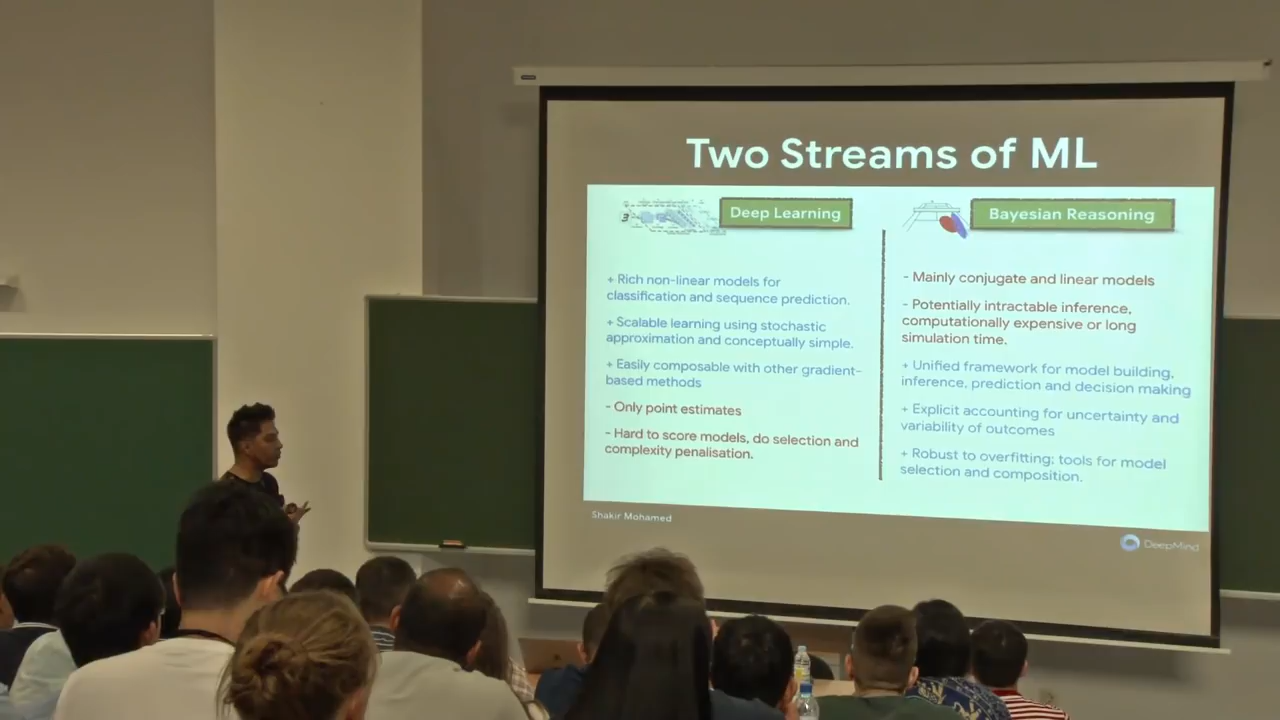 Two Streams of ML
Deep Learning
+ Rich non-linear models for
classification and sequence prediction.
+ Scalable learning using stochastic
approximation and conceptually simple.
+ Easily composable with other gradient-
based methods
- Only point estimates
- Hard to score models, do selection and
complexity penalisation.
Bayesian Reasoning
- Mainly conjugate and linear models
- Potentially intractable inference,
computationally expensive or long
simulation time.
+ Unified framework for model building,
inference, prediction and decision making
+ Explicit accounting for uncertainty and
variability of outcomes
+ Robust to overfitting; tools for model
selection and composition.
Shakir Mohamed
DeepMind